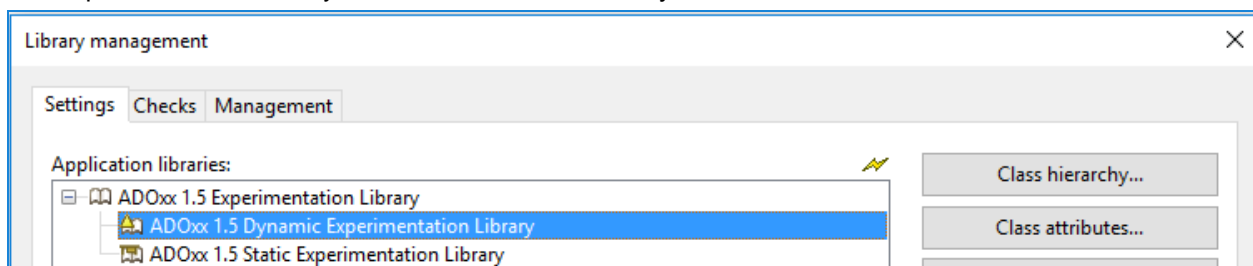 Library management
Settings Checks Management
Application libraries:
Class hierarchy...
ADOxx 1.5 Experimentation Library
ADOxx 1.5 Dynamic Experimentation Library
Class attributes...
ADOxx 1.5 Static Experimentation Library